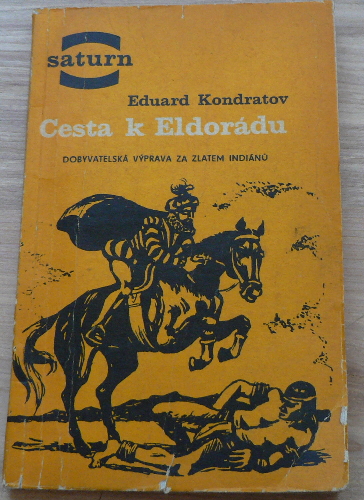 saturn
Eduard Kondratov
Cesta k Eldorádu
DOBYVATELSKÁ VÝPRAVA ZA ZLATEM INDIÁNŮ